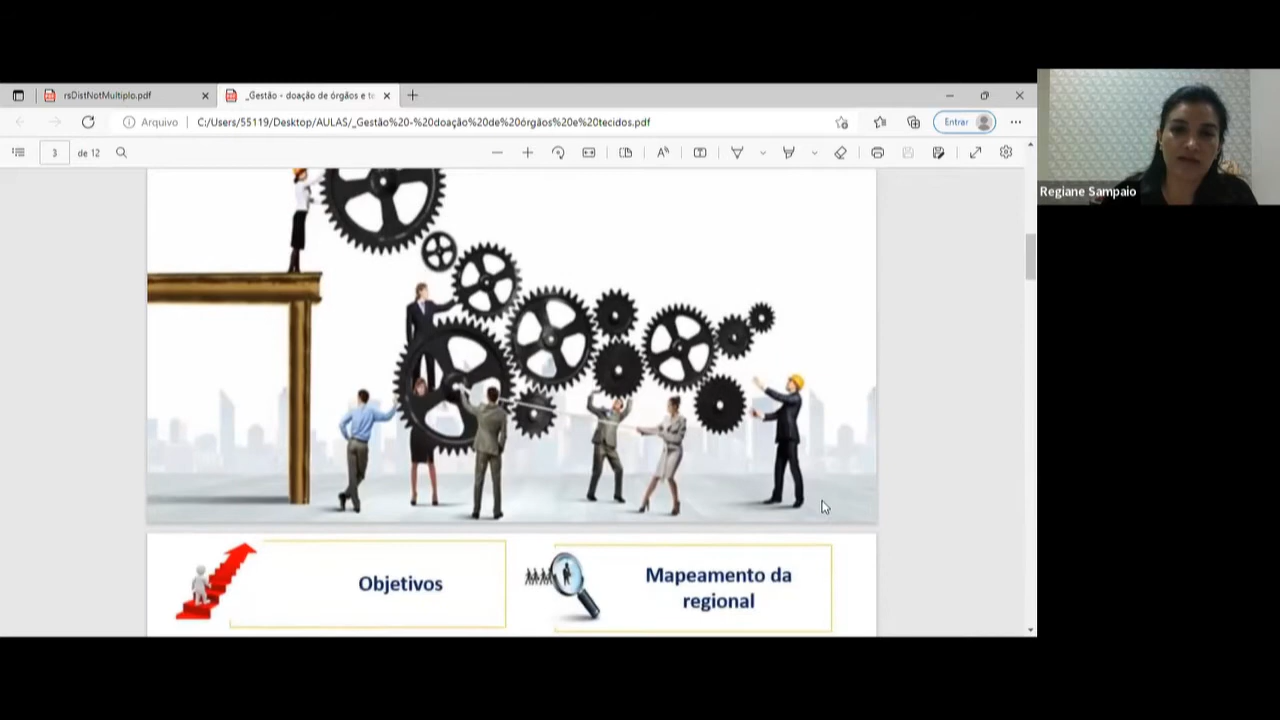 rsDistNotMultiplo.pdf
_Gestão - doação de órgãos e te
Arquivo
C:/Users/55119/Desktop/AULAS/_Gestão%20-%20doação%20de%20órgãos%20e%20tecidos.pdf
Entrar
3
de 12
Regiane Sampaio
Objetivos
Mapeamento da
regional